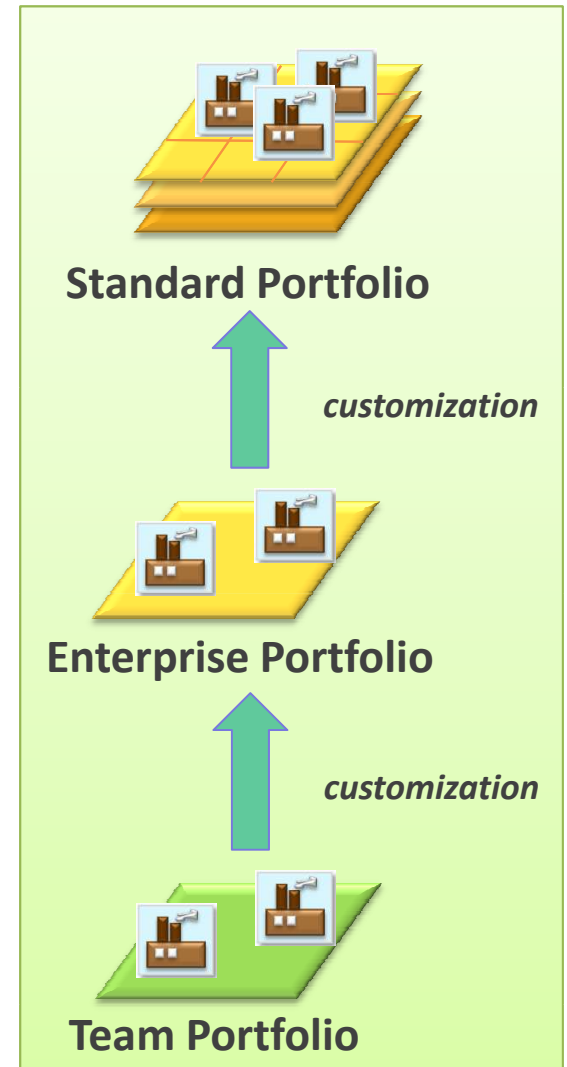 Standard Portfolio
customization
Enterprise Portfolio
customization
Team Portfolio